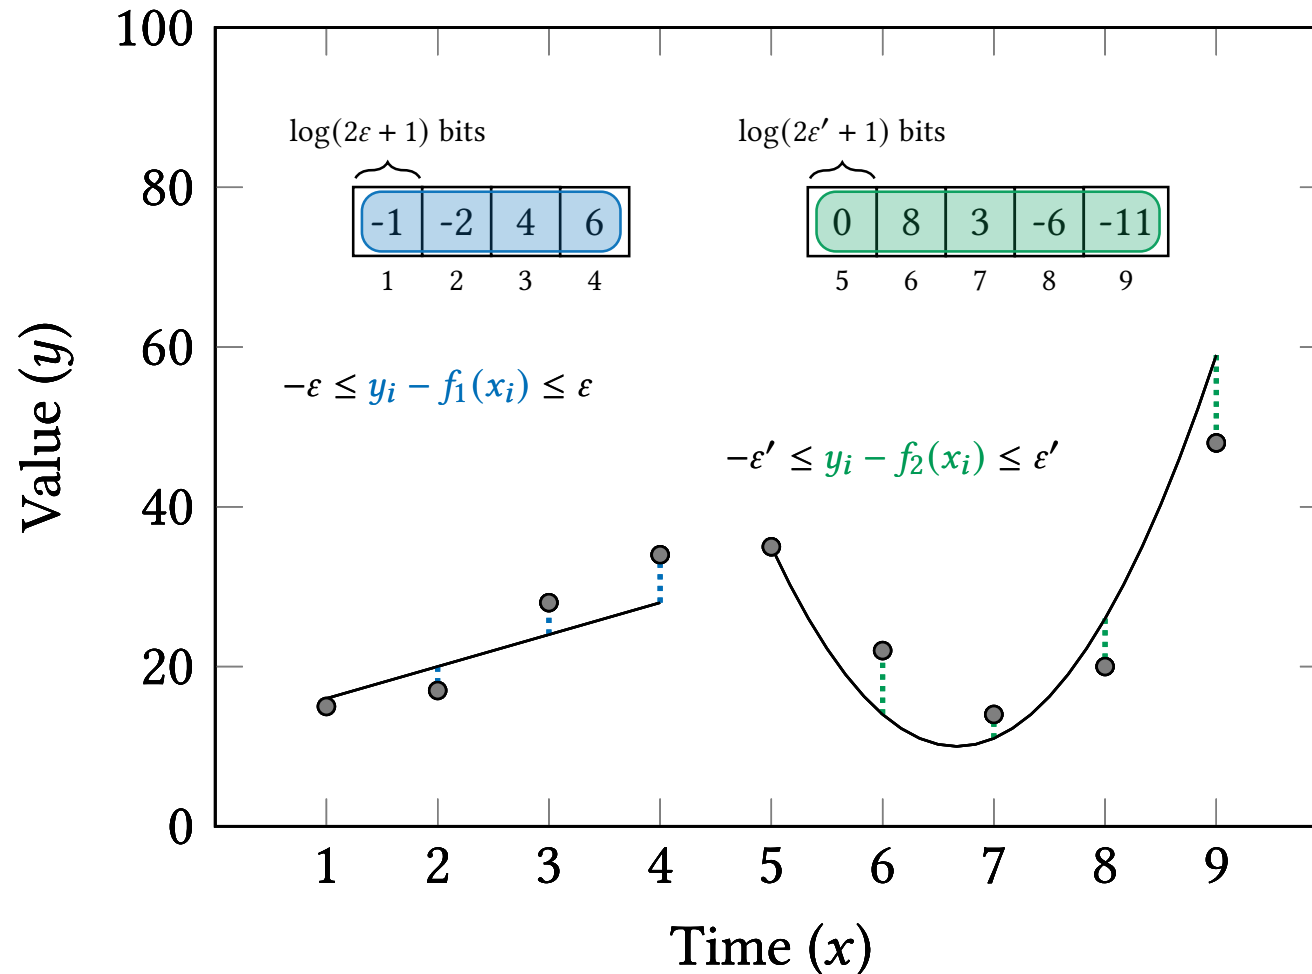 100
log(2ε + 1) bits
log(2ε′ + 1) bits
80
-1 -2 4 6
0 8 3 -6 -11
1 2 3 4
5 6 7 8 9
60
−ε ≤ yᵢ − f₁(xᵢ) ≤ ε
−ε′ ≤ yᵢ − f₂(xᵢ) ≤ ε′
Value (y)
40
20
0
1 2 3 4 5 6 7 8 9
Time (x)